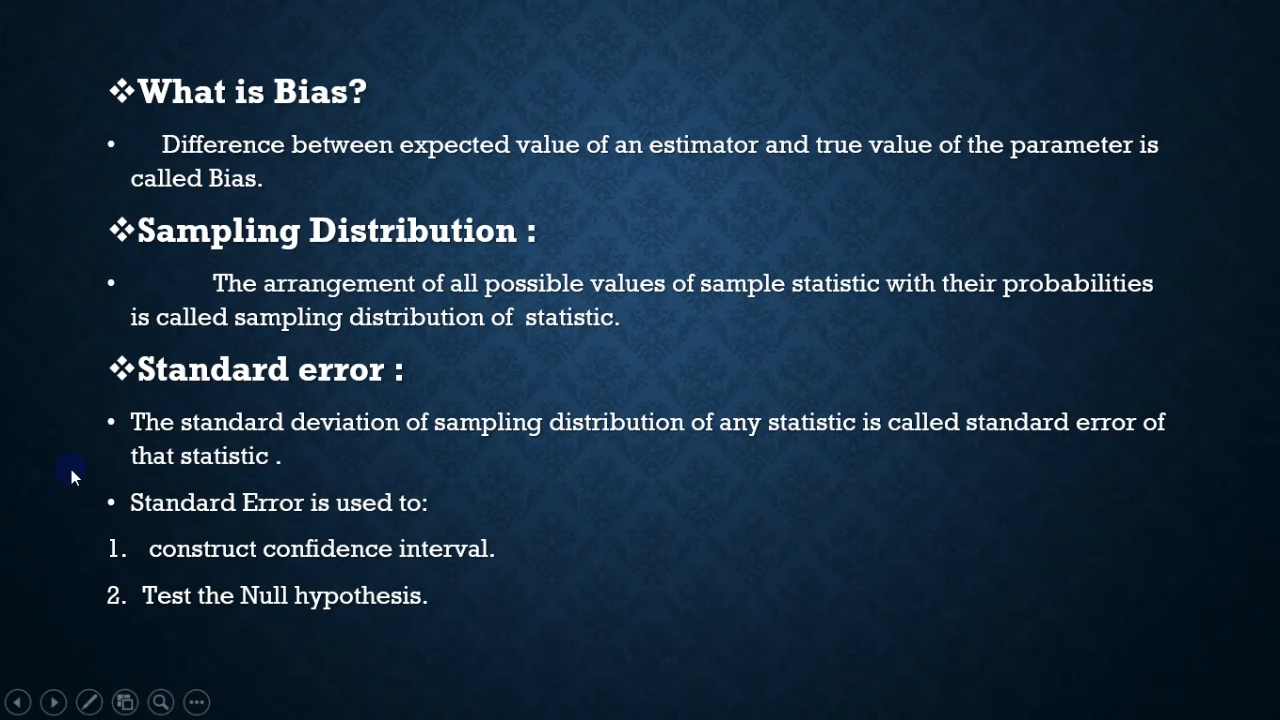 ❖What is Bias?
• Difference between expected value of an estimator and true value of the parameter is
called Bias.
❖Sampling Distribution :
• The arrangement of all possible values of sample statistic with their probabilities
is called sampling distribution of  statistic.
❖Standard error :
• The standard deviation of sampling distribution of any statistic is called standard error of
that statistic .
• Standard Error is used to:
1. construct confidence interval.
2. Test the Null hypothesis.